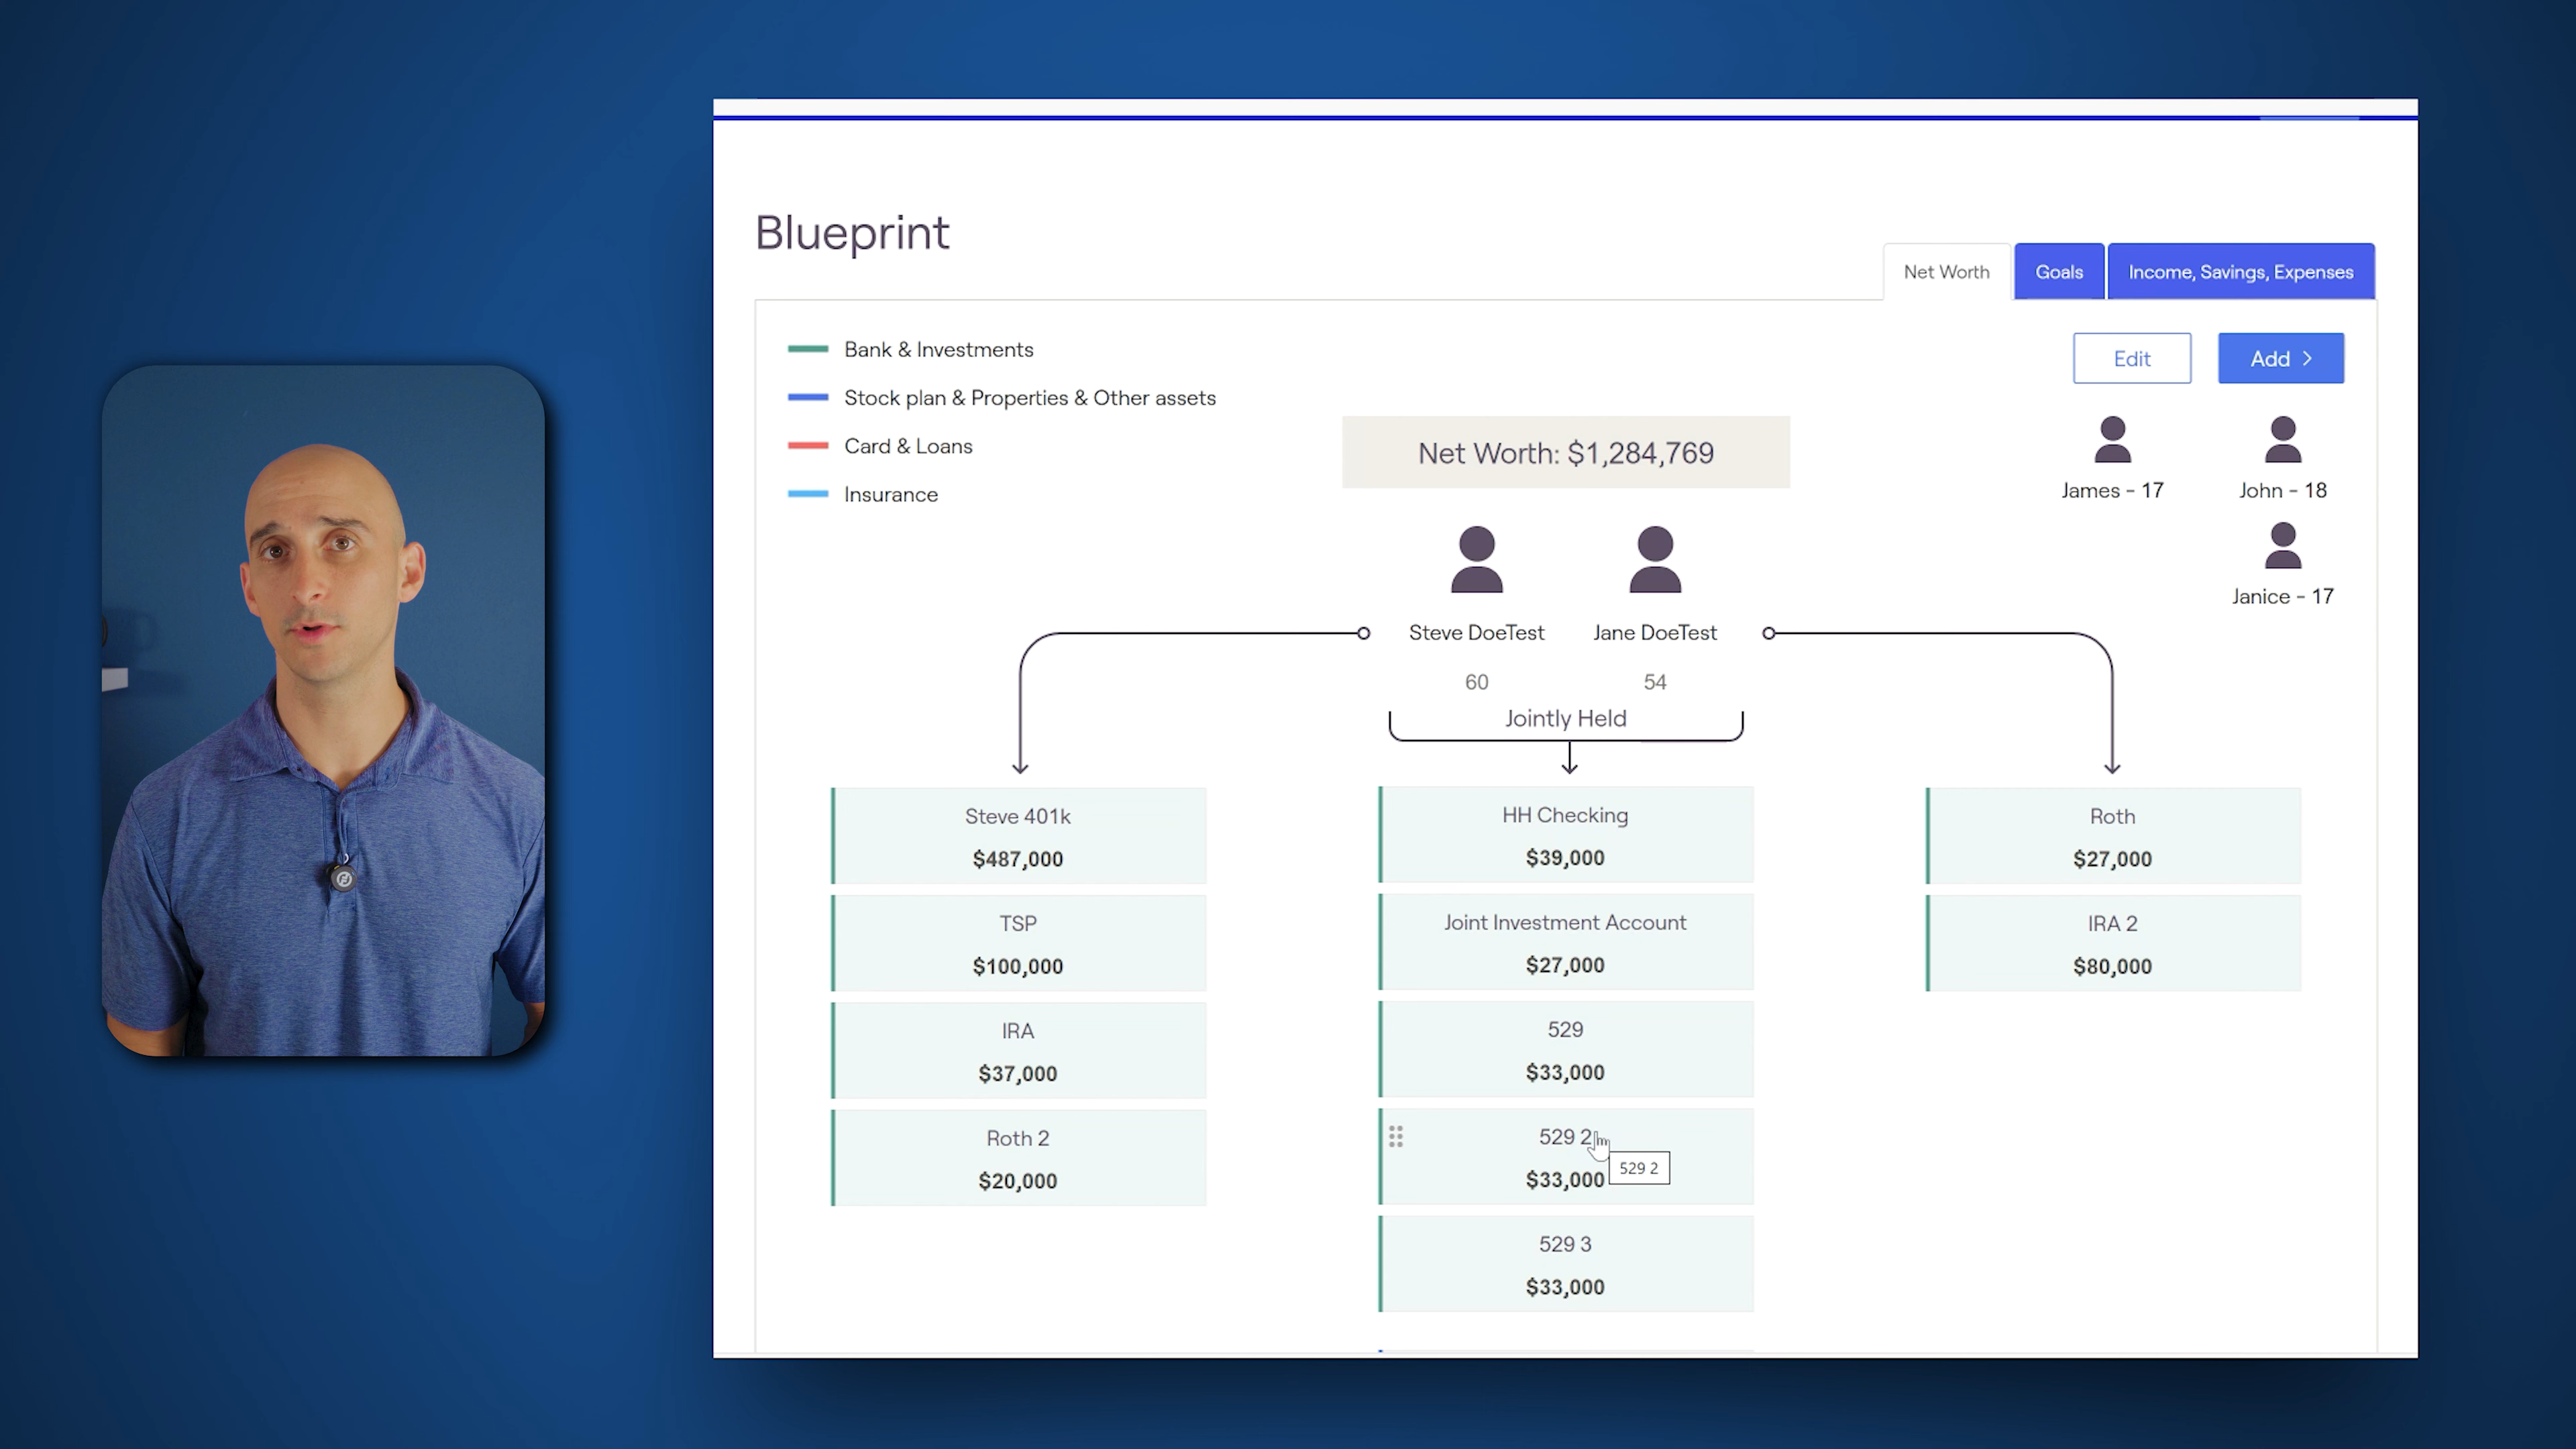 Blueprint
Net Worth
Goals
Income, Savings, Expenses
Bank & Investments
Stock plan & Properties & Other assets
Card & Loans
Insurance
Edit
Add
Net Worth: $1,284,769
James - 17
John - 18
Janice - 17
Steve DoeTest
Jane DoeTest
60
54
Jointly Held
Steve 401k
$487,000
TSP
$100,000
IRA
$37,000
Roth 2
$20,000
HH Checking
$39,000
Joint Investment Account
$27,000
529
$33,000
529 2
$33,000
529 2
529 3
$33,000
Roth
$27,000
IRA 2
$80,000